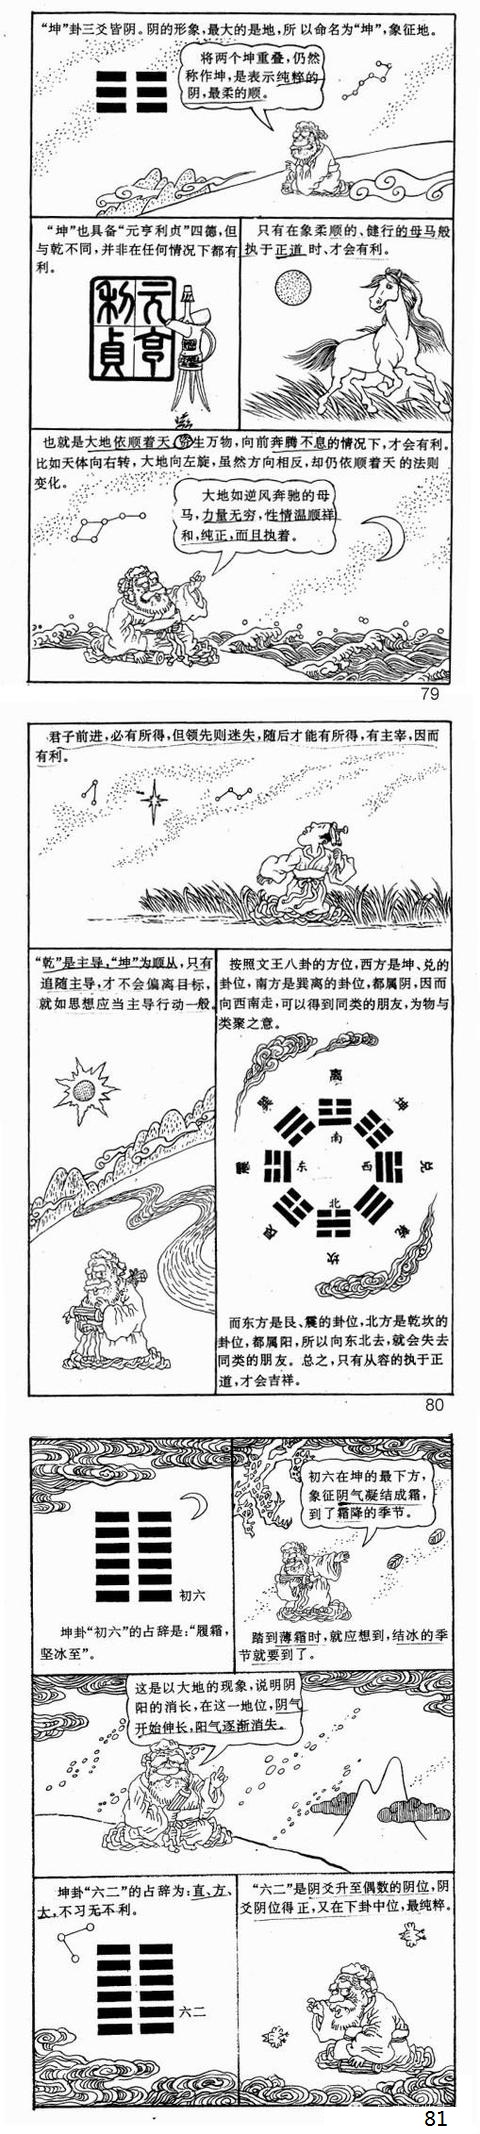 “坤”卦三爻皆阴。阴的形象,最大的是地,所以命名为“坤”,象征地。
将两个坤重叠,仍然
称作坤,是表示纯粹的
阴,最柔的顺。
“坤”也具备“元亨利贞”四德,但
与乾不同,并非在任何情况下都有
利。
利元
貞亨
只有在象柔顺的、健行的母马般
执于正道时、才会有利。
也就是大地依顺着天 生万物,向前奔腾不息的情况下,才会有利。
比如天体向右转,大地向左旋,虽然方向相反,却仍依顺着天的法则
变化。
大地如逆风奔驰的母
马,力量无穷,性情温顺祥
和,纯正,而且执着。
79
君子前进,必有所得,但领先则迷失,随后才能有所得,有主宰,因而
有利。
“乾”是主导,“坤”为顺从,只有
追随主导,才不会偏离目标,
就如思想应当主导行动一般。
按照文王八卦的方位,西方是坤、兑的
卦位,南方是巽离的卦位,都属阴,因而
向西南走,可以得到同类的朋友,为物与
类聚之意。
离
巽
坤
南
震
东
西
兑
北
艮
乾
坎
而东方是艮、震的卦位,北方是乾坎的
卦位,都属阳,所以向东北去,就会失去
同类的朋友。总之,只有从容的执于正
道,才会吉祥。
80
初六
坤卦“初六”的占辞是:“履霜,
坚冰至”。
初六在坤的最下方,
象征阴气凝结成霜,
到了霜降的季节。
踏到薄霜时,就应想到,结冰的季
节就要到了。
这是以大地的现象,说明阴
阳的消长,在这一地位,阴气
开始伸长,阳气逐渐消失。
坤卦“六二”的占辞为:直、方、
大,不习无不利。
六二
“六二”是阴爻升至偶数的阴位,阴
爻阴位得正,又在下卦中位,最纯粹。
81